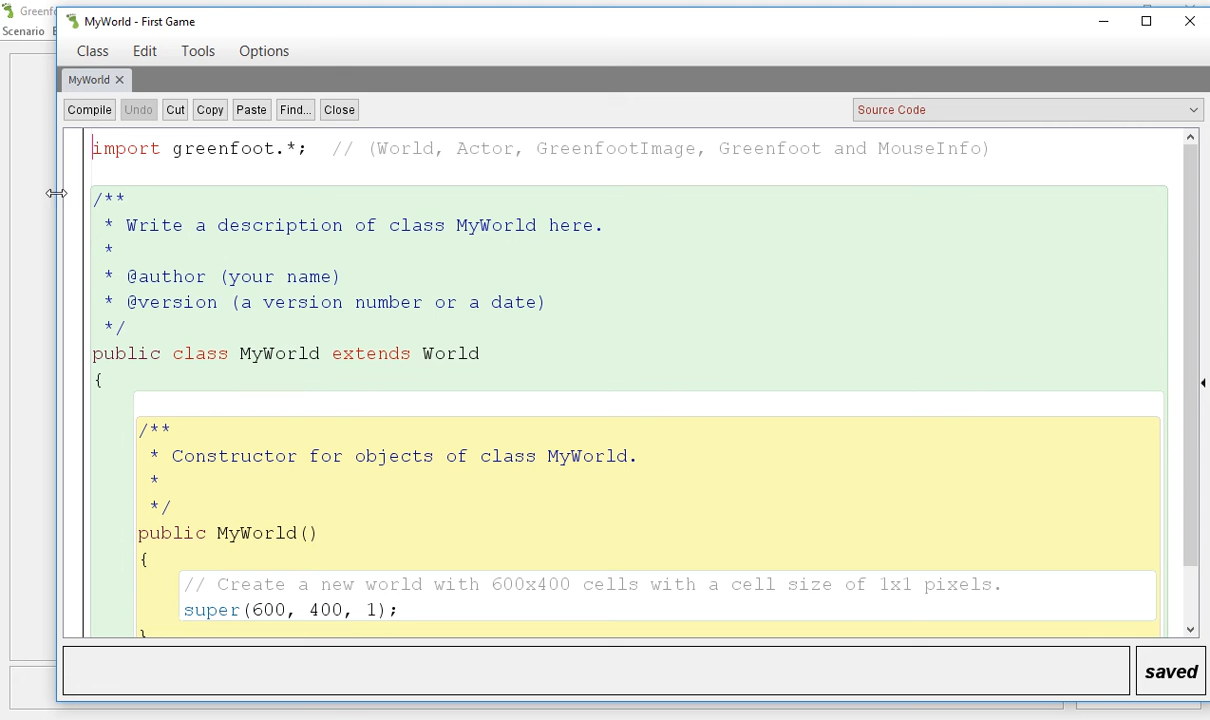 Greenfo
MyWorld - First Game
Scenario
Class Edit Tools Options
MyWorld
Compile Undo Cut Copy Paste Find... Close Source Code
import greenfoot.*;  // (World, Actor, GreenfootImage, Greenfoot and MouseInfo)
/**
 * Write a description of class MyWorld here.
 *
 * @author (your name)
 * @version (a version number or a date)
 */
public class MyWorld extends World
{
/**
 * Constructor for objects of class MyWorld.
 *
 */
public MyWorld()
{
// Create a new world with 600x400 cells with a cell size of 1x1 pixels.
super(600, 400, 1);
}
saved